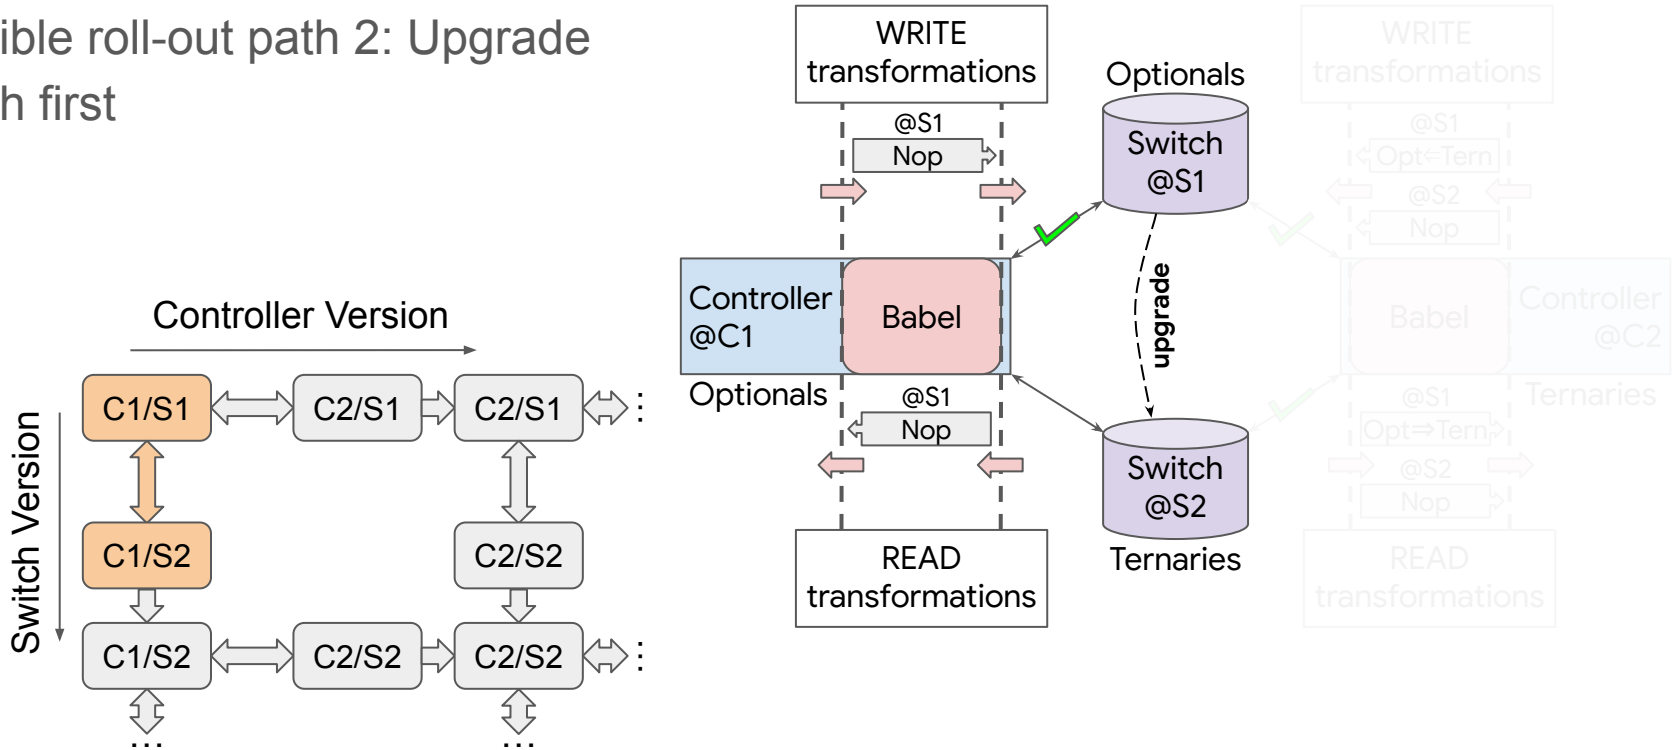 ible roll-out path 2: Upgrade
h first
Controller Version
Switch Version
C1/S1
C2/S1
C2/S1
⋮
C1/S2
C2/S2
C1/S2
C2/S2
C2/S2
⋮
...
...
WRITE
transformations
@S1
Nop
Controller
@C1
Babel
Optionals
@S1
Nop
READ
transformations
Optionals
Switch
@S1
upgrade
Switch
@S2
Ternaries
WRITE
transformations
@S1
Opt⇐Tern
@S2
Nop
Babel
Controller
@C2
Ternaries
@S1
Opt⇒Tern
@S2
Nop
READ
transformations